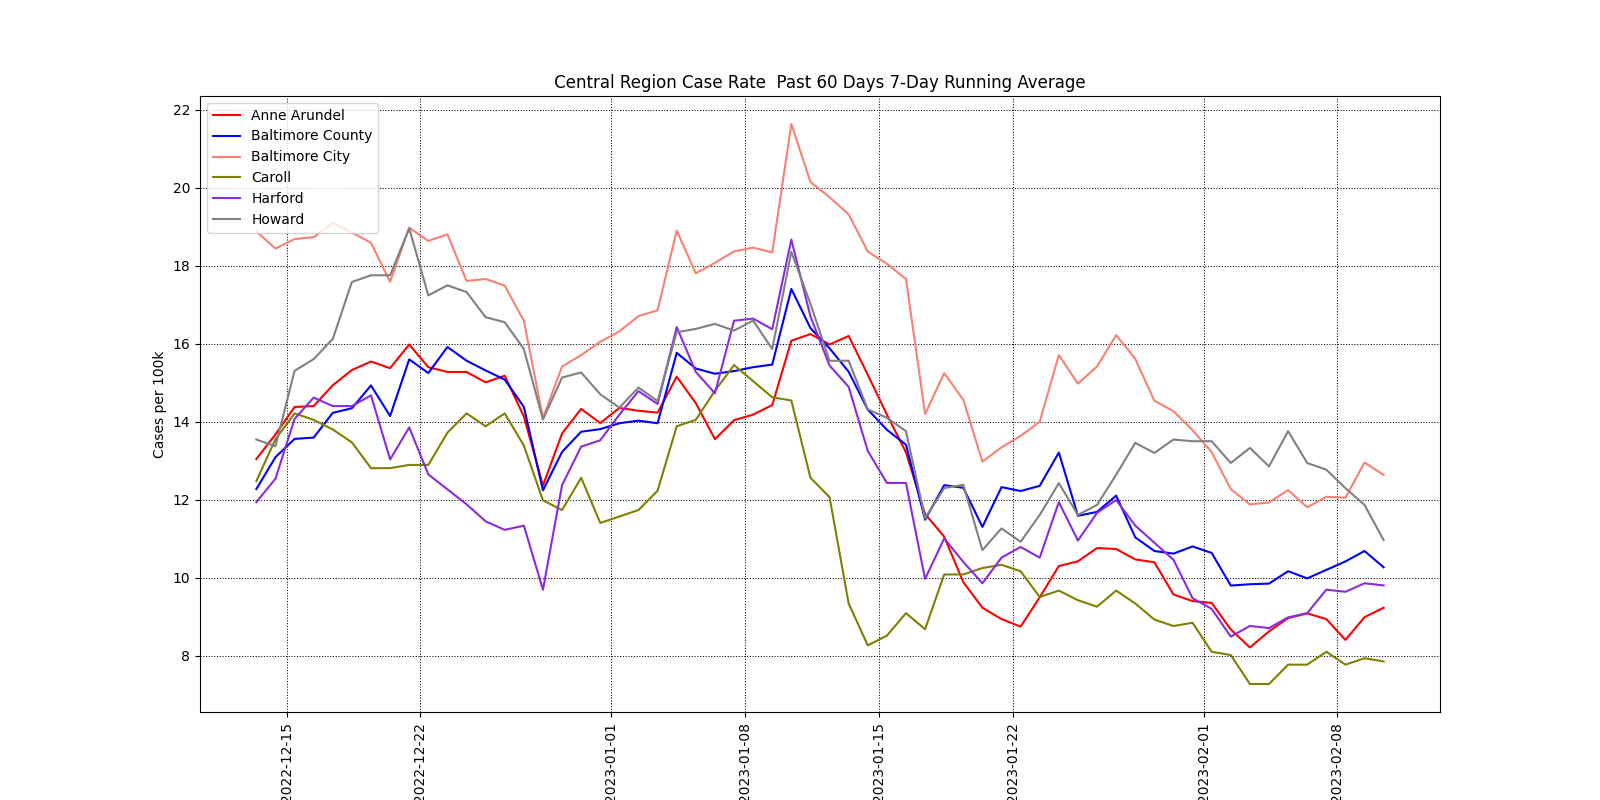 Central Region Case Rate  Past 60 Days 7-Day Running Average
22
20
18
16
14
12
10
8
Cases per 100k
Anne Arundel
Baltimore County
Baltimore City
Caroll
Harford
Howard
2022-12-15
2022-12-22
2023-01-01
2023-01-08
2023-01-15
2023-01-22
2023-02-01
2023-02-08